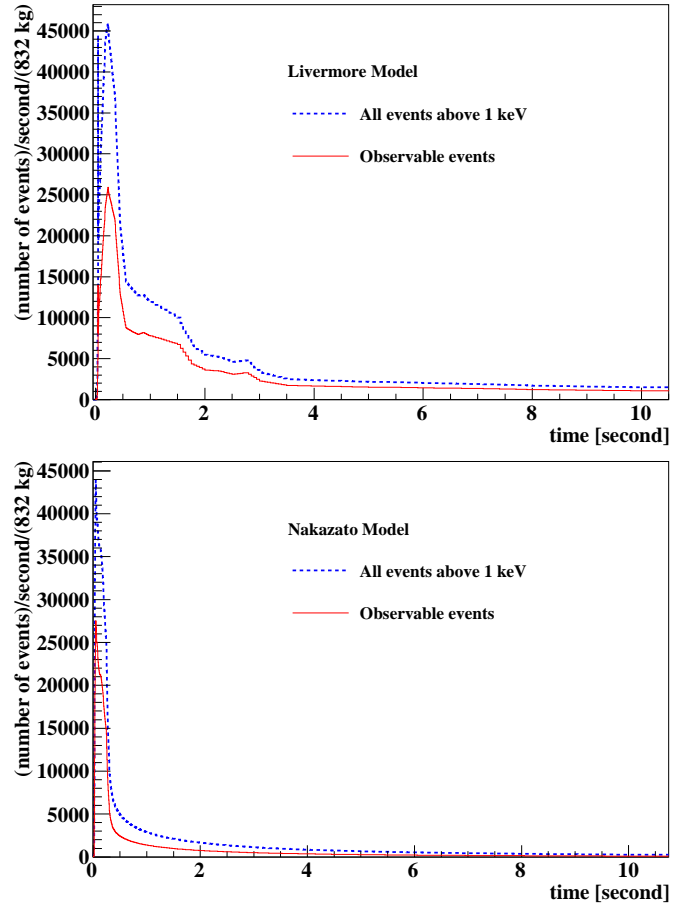 (number of events)/second/(832 kg)
45000
40000
35000
30000
25000
20000
15000
10000
5000
0
Livermore Model
All events above 1 keV
Observable events
0 2 4 6 8 10
time [second]
(number of events)/second/(832 kg)
45000
40000
35000
30000
25000
20000
15000
10000
5000
0
Nakazato Model
All events above 1 keV
Observable events
0 2 4 6 8 10
time [second]